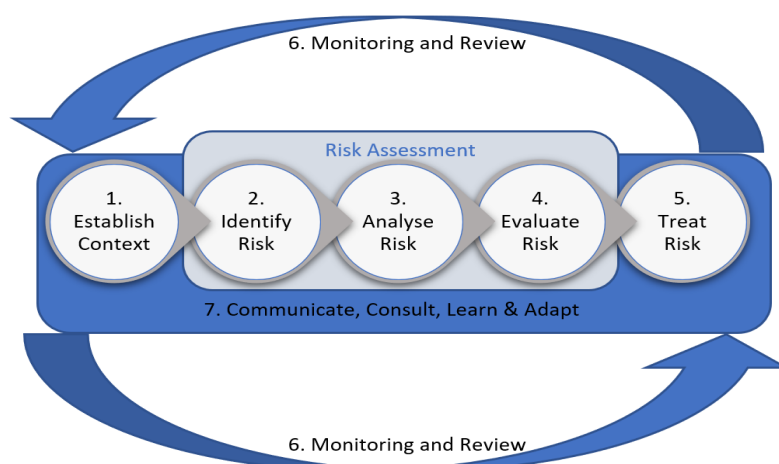 6. Monitoring and Review
Risk Assessment
1.
Establish
Context
2.
Identify
Risk
3.
Analyse
Risk
4.
Evaluate
Risk
5.
Treat
Risk
7. Communicate, Consult, Learn & Adapt
6. Monitoring and Review